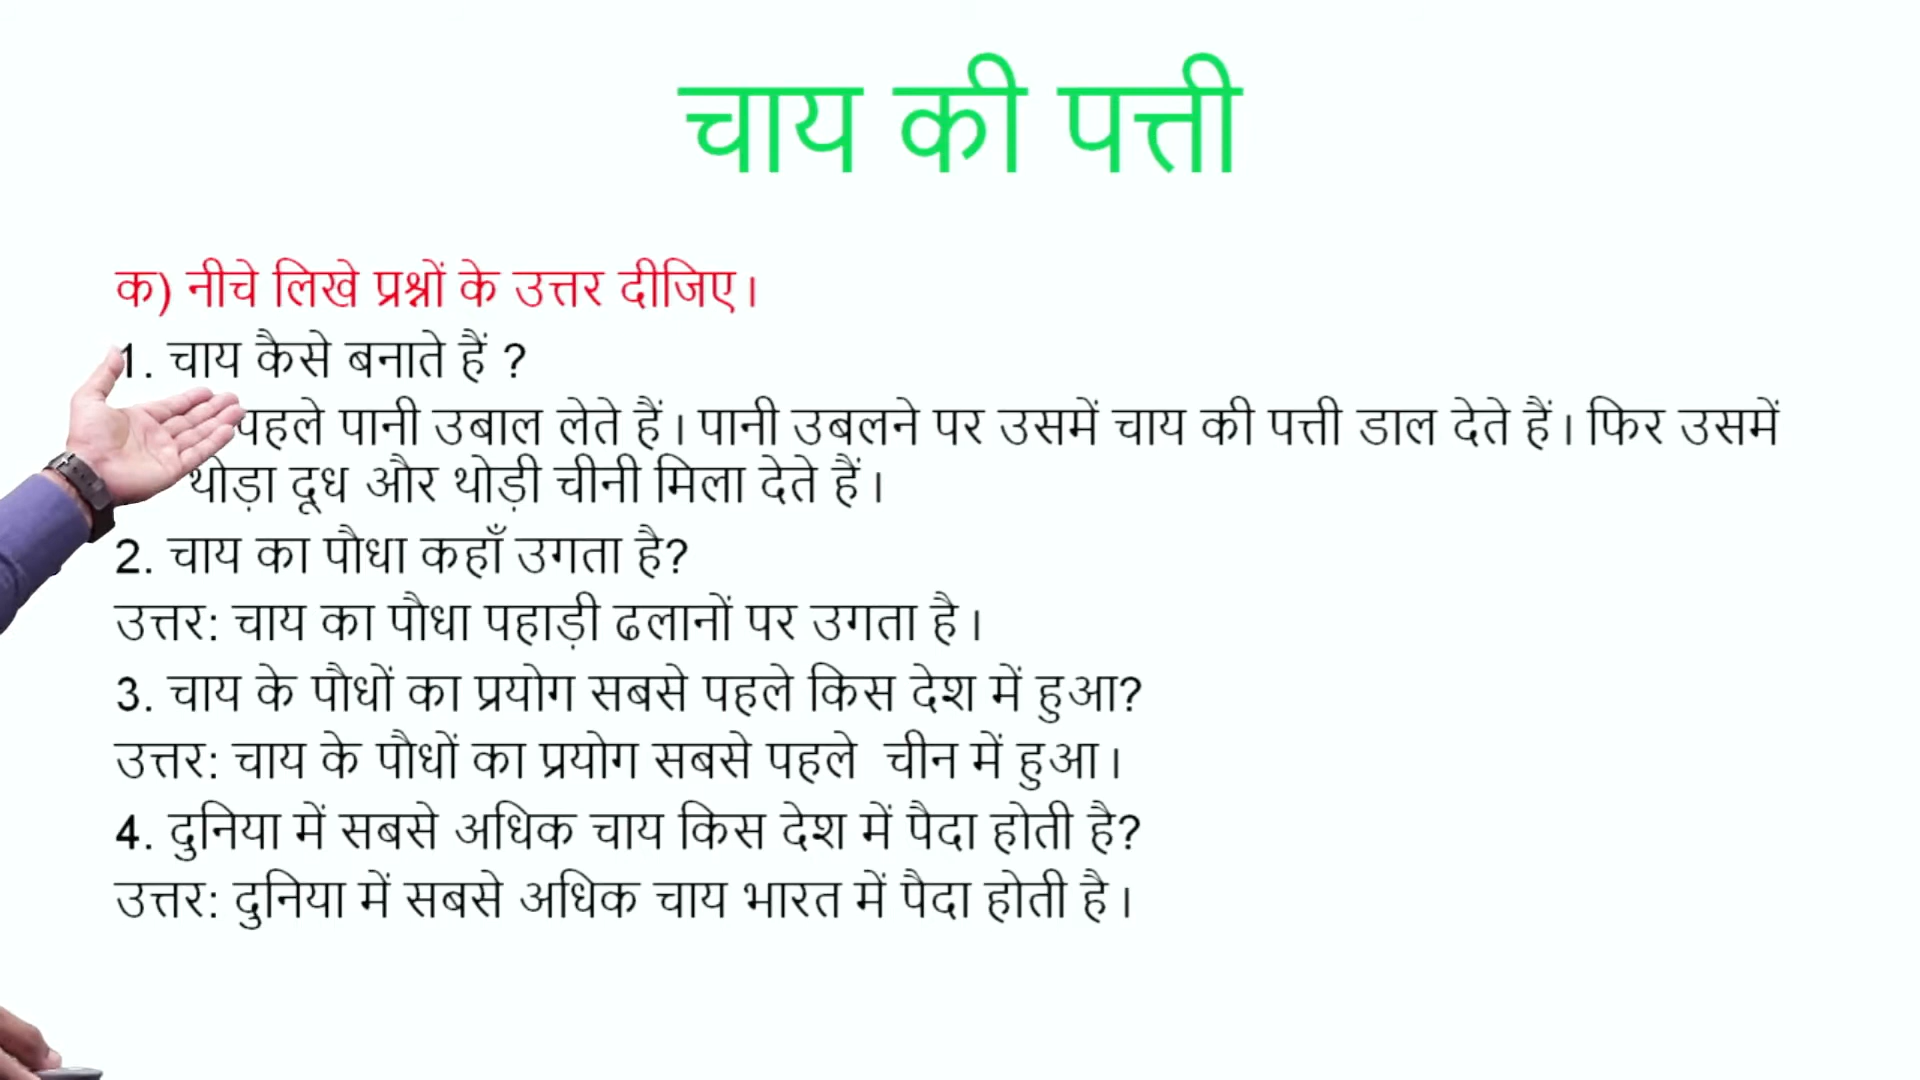 चाय की पत्ती
क) नीचे लिखे प्रश्नों के उत्तर दीजिए।
1. चाय कैसे बनाते हैं ?
पहले पानी उबाल लेते हैं। पानी उबलने पर उसमें चाय की पत्ती डाल देते हैं। फिर उसमें
थोड़ा दूध और थोड़ी चीनी मिला देते हैं।
2. चाय का पौधा कहाँ उगता है?
उत्तर: चाय का पौधा पहाड़ी ढलानों पर उगता है।
3. चाय के पौधों का प्रयोग सबसे पहले किस देश में हुआ?
उत्तर: चाय के पौधों का प्रयोग सबसे पहले  चीन में हुआ।
4. दुनिया में सबसे अधिक चाय किस देश में पैदा होती है?
उत्तर: दुनिया में सबसे अधिक चाय भारत में पैदा होती है।